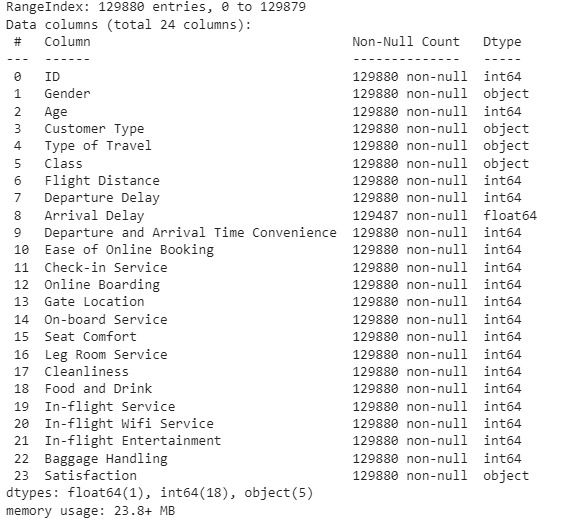 RangeIndex: 129880 entries, 0 to 129879
Data columns (total 24 columns):
 #   Column                             Non-Null Count   Dtype
---  ------                             --------------   -----
 0   ID                                 129880 non-null  int64
 1   Gender                             129880 non-null  object
 2   Age                                129880 non-null  int64
 3   Customer Type                      129880 non-null  object
 4   Type of Travel                     129880 non-null  object
 5   Class                              129880 non-null  object
 6   Flight Distance                    129880 non-null  int64
 7   Departure Delay                    129880 non-null  int64
 8   Arrival Delay                      129487 non-null  float64
 9   Departure and Arrival Time Convenience  129880 non-null  int64
 10  Ease of Online Booking             129880 non-null  int64
 11  Check-in Service                   129880 non-null  int64
 12  Online Boarding                    129880 non-null  int64
 13  Gate Location                      129880 non-null  int64
 14  On-board Service                   129880 non-null  int64
 15  Seat Comfort                       129880 non-null  int64
 16  Leg Room Service                   129880 non-null  int64
 17  Cleanliness                        129880 non-null  int64
 18  Food and Drink                     129880 non-null  int64
 19  In-flight Service                  129880 non-null  int64
 20  In-flight Wifi Service             129880 non-null  int64
 21  In-flight Entertainment            129880 non-null  int64
 22  Baggage Handling                   129880 non-null  int64
 23  Satisfaction                       129880 non-null  object
dtypes: float64(1), int64(18), object(5)
memory usage: 23.8+ MB